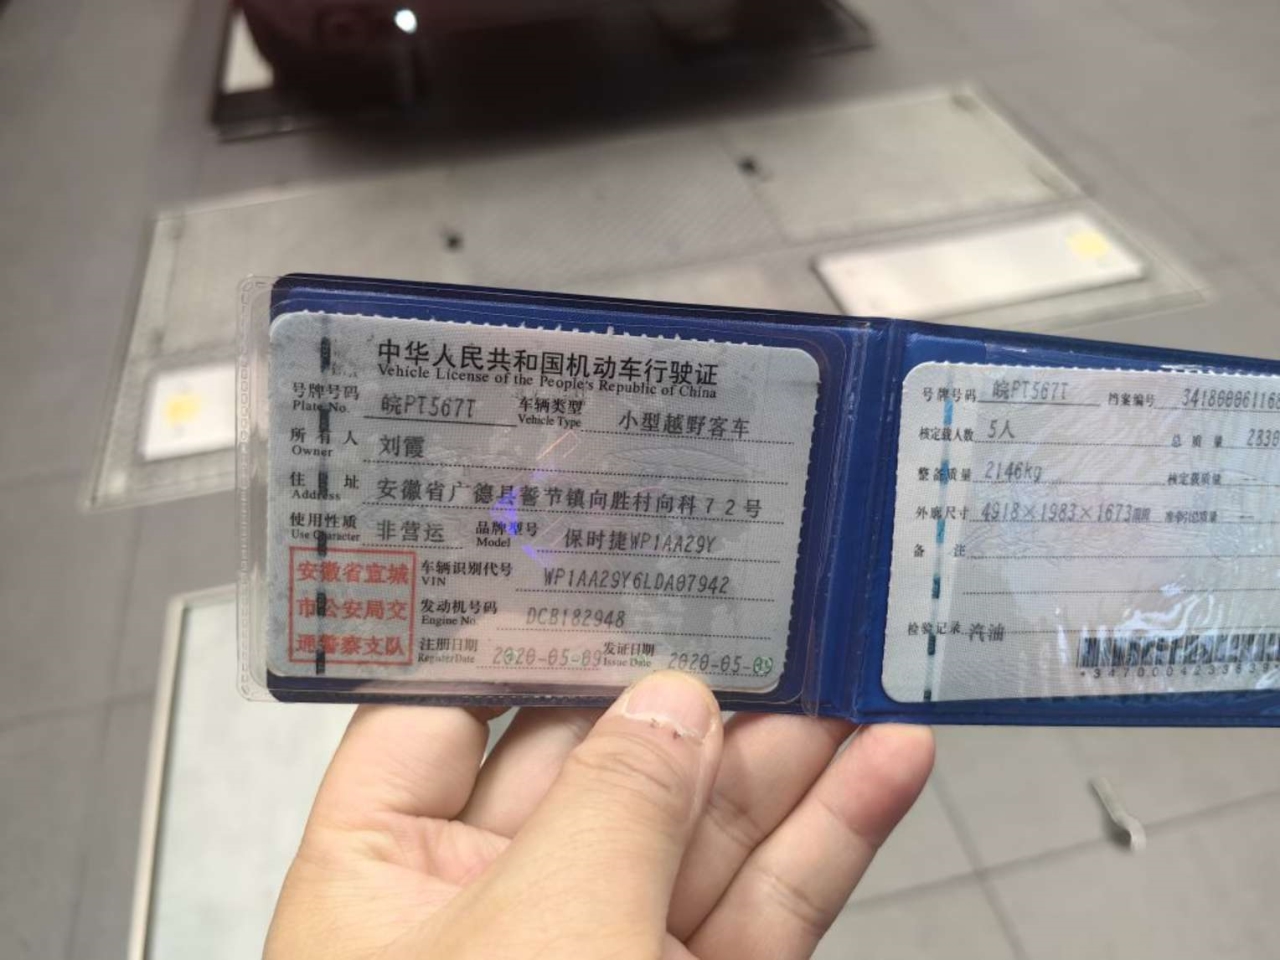 中华人民共和国机动车行驶证
Vehicle License of the People's Republic of China
号牌号码 皖PT567T 车辆类型 小型越野客车
Plate No. Vehicle Type
所有人 刘霞
Owner
住址 安徽省广德县誓节镇向胜村向科72号
Address
使用性质 非营运 品牌型号 保时捷WP1AA29Y
Use Character Model
安徽省宣城
市公安局交
通警察支队
车辆识别代号 WP1AA29Y6LDA07942
VIN
发动机号码 DCB182948
Engine No.
注册日期 2020-05-09 发证日期 2020-05-09
Register Date Issue Date
号牌号码 皖PT567T 档案编号 34180006116
核定载人数 5人 总质量 283
整备质量 2146kg 核定载质量 --
外廓尺寸 4918×1983×1673mm 准牵引总质量 --
备注
检验记录 汽油